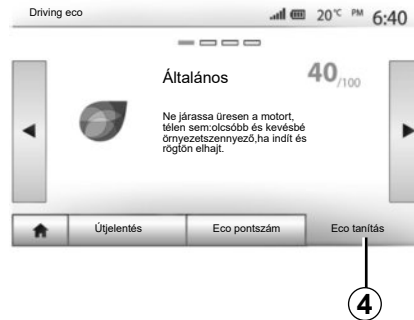 Driving eco
20°C PM 6:40
Általános
40/100
Ne járassa üresen a motort,
télen sem:olcsóbb és kevésbé
örnyezetszennyező,ha indít és
rögtön elhajt.
Útjelentés
Eco pontszám
Eco tanítás
4